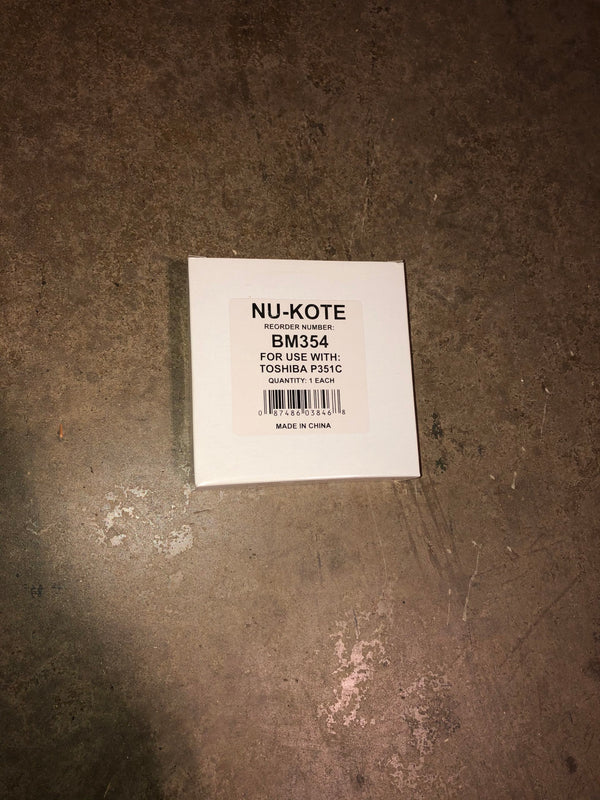 NU-KOTE
REORDER NUMBER:
BM354
FOR USE WITH:
TOSHIBA P351C
QUANTITY: 1 EACH
0 87486 03846 8
MADE IN CHINA